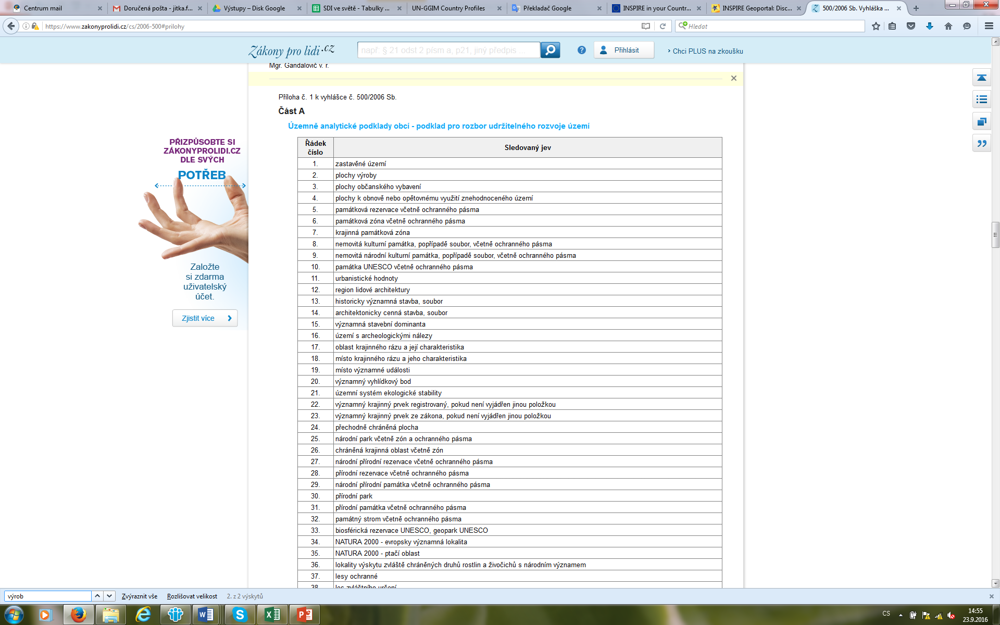 Centrum mail
Doručená pošta - jitka.f...
Výstupy – Disk Google
SDI ve světě - Tabulky ...
UN-GGIM Country Profiles
Překladač Google
INSPIRE in your Countr...
INSPIRE Geoportal: Disc...
500/2006 Sb. Vyhláška ...
https://www.zakonyprolidi.cz/cs/2006-500#prilohy
Hledat
Zákony pro lidi.cz
např: § 21 odst 2 písm a, p21, jiný předpis ...
?
Přihlásit
› Chci PLUS na zkoušku
Mgr. Gandalovič v. r.
Příloha č. 1 k vyhlášce č. 500/2006 Sb.
Část A
Územně analytické podklady obcí - podklad pro rozbor udržitelného rozvoje území
PŘIZPŮSOBTE SI
ZÁKONYPROLIDI.CZ
DLE SVÝCH
POTŘEB
Založte
si zdarma
uživatelský
účet.
Zjistit více
Řádek číslo Sledovaný jev
1. zastavěné území
2. plochy výroby
3. plochy občanského vybavení
4. plochy k obnově nebo opětovnému využití znehodnoceného území
5. památková rezervace včetně ochranného pásma
6. památková zóna včetně ochranného pásma
7. krajinná památková zóna
8. nemovitá kulturní památka, popřípadě soubor, včetně ochranného pásma
9. nemovitá národní kulturní památka, popřípadě soubor, včetně ochranného pásma
10. památka UNESCO včetně ochranného pásma
11. urbanistické hodnoty
12. region lidové architektury
13. historicky významná stavba, soubor
14. architektonicky cenná stavba, soubor
15. významná stavební dominanta
16. území s archeologickými nálezy
17. oblast krajinného rázu a její charakteristika
18. místo krajinného rázu a jeho charakteristika
19. místo významné události
20. významný vyhlídkový bod
21. územní systém ekologické stability
22. významný krajinný prvek registrovaný, pokud není vyjádřen jinou položkou
23. významný krajinný prvek ze zákona, pokud není vyjádřen jinou položkou
24. přechodně chráněná plocha
25. národní park včetně zón a ochranného pásma
26. chráněná krajinná oblast včetně zón
27. národní přírodní rezervace včetně ochranného pásma
28. přírodní rezervace včetně ochranného pásma
29. národní přírodní památka včetně ochranného pásma
30. přírodní park
31. přírodní památka včetně ochranného pásma
32. památný strom včetně ochranného pásma
33. biosférická rezervace UNESCO, geopark UNESCO
34. NATURA 2000 - evropsky významná lokalita
35. NATURA 2000 - ptačí oblast
36. lokality výskytu zvláště chráněných druhů rostlin a živočichů s národním významem
37. lesy ochranné
38. les zvláštního určení
výrob
Zvýraznit vše
Rozlišovat velikost
2. z 2 výskytů
CS
14:55
23.9.2016